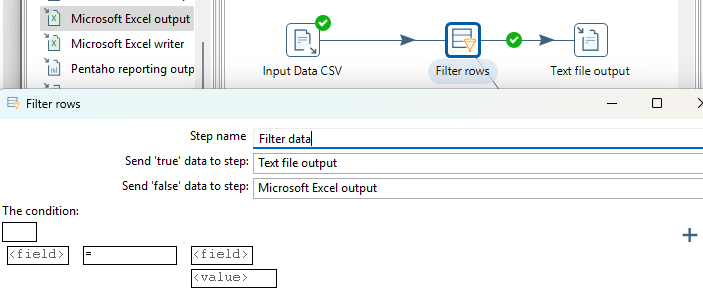 Microsoft Excel output
Microsoft Excel writer
Pentaho reporting outp
Input Data CSV
Filter rows
Text file output
Filter rows
Step name Filter data
Send 'true' data to step: Text file output
Send 'false' data to step: Microsoft Excel output
The condition:
<field> = <field>
<value>